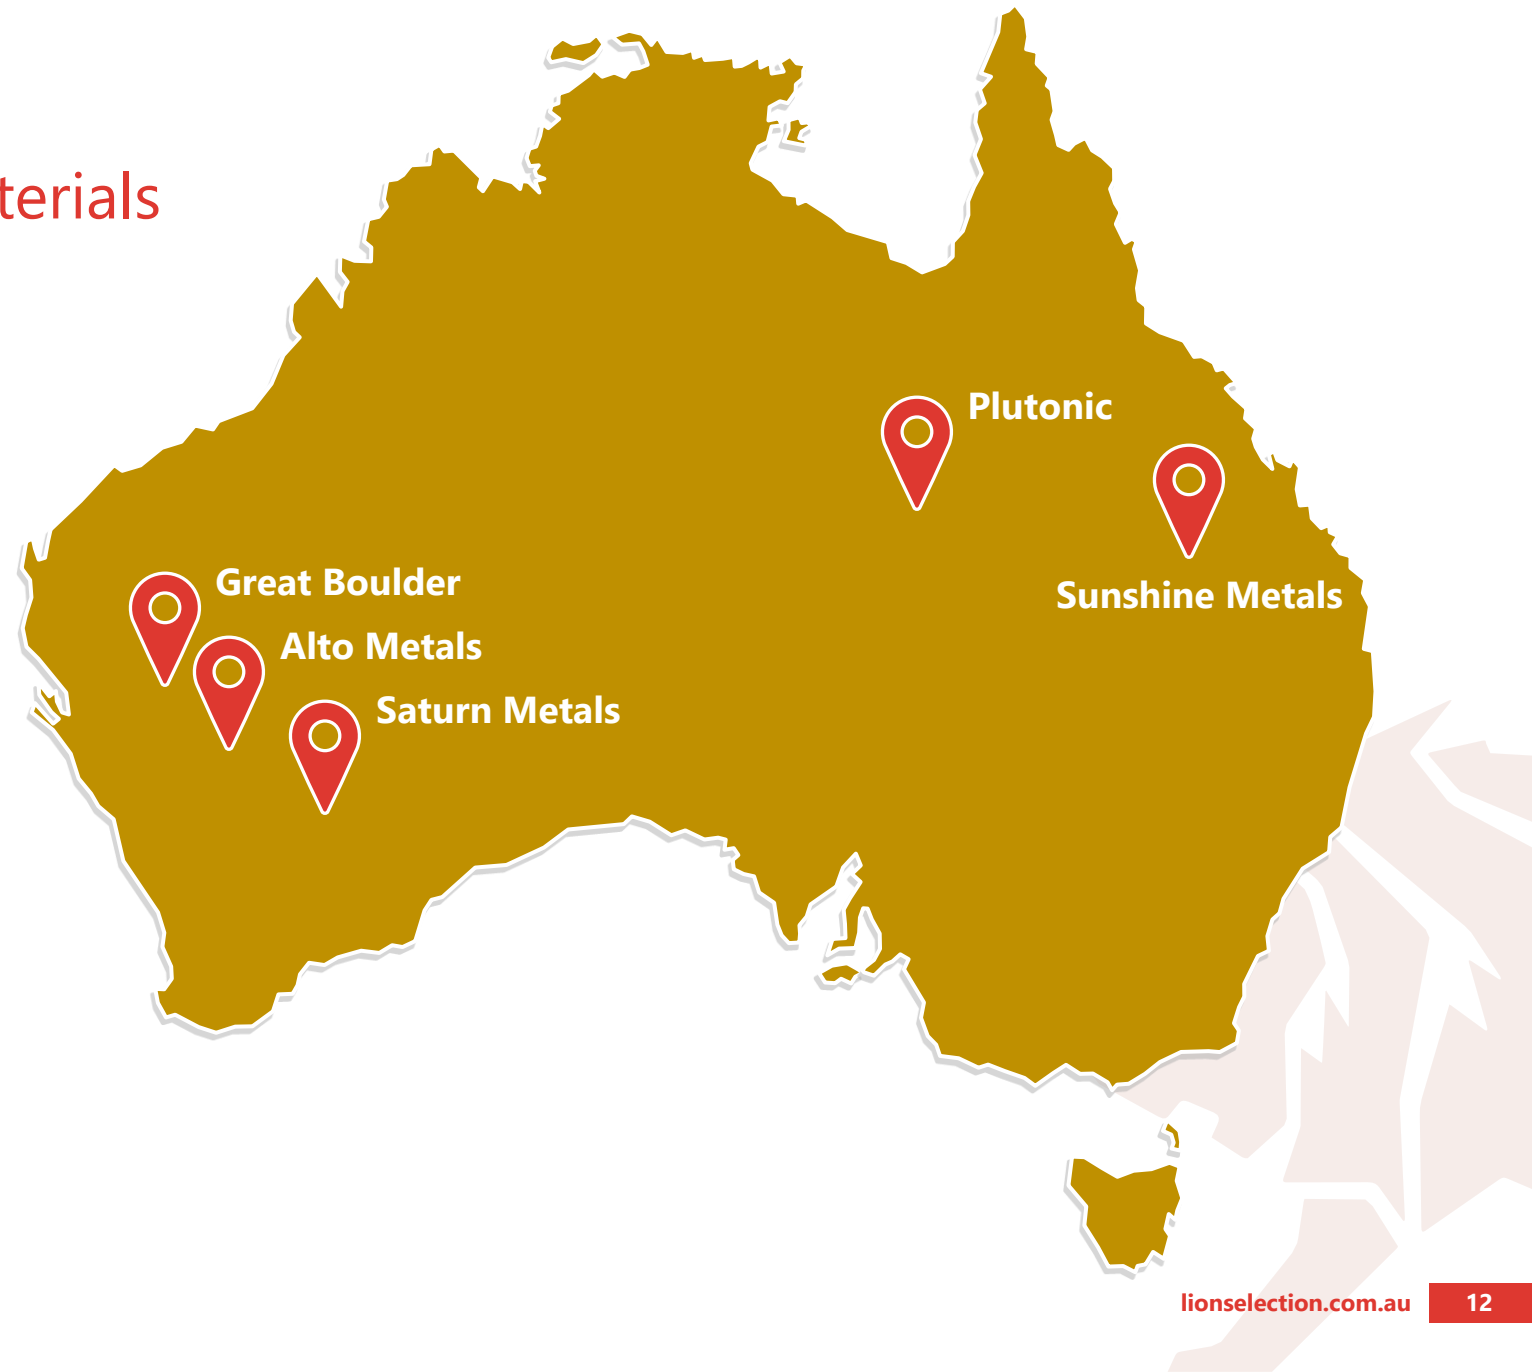 terials
Plutonic
Great Boulder
Sunshine Metals
Alto Metals
Saturn Metals
lionselection.com.au
12